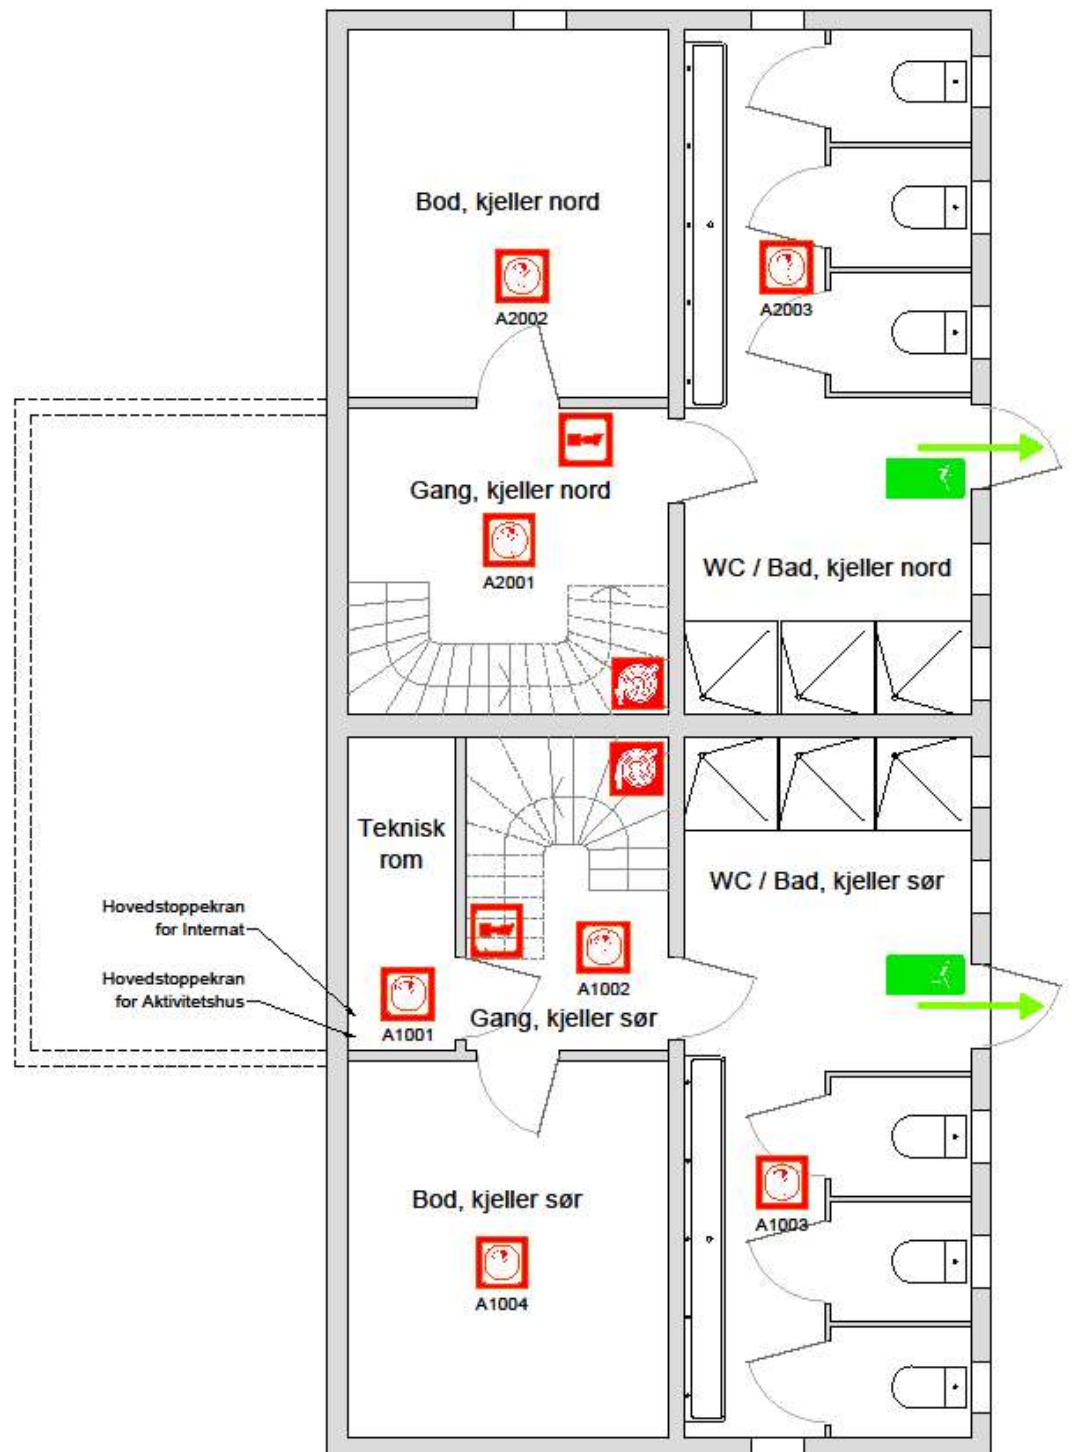 Bod, kjeller nord
A2002
A2003
Gang, kjeller nord
A2001
WC / Bad, kjeller nord
Teknisk
rom
WC / Bad, kjeller sør
Hovedstoppekran
for Internat
Hovedstoppekran
for Aktivitetshus
A1001
A1002
Gang, kjeller sør
Bod, kjeller sør
A1003
A1004